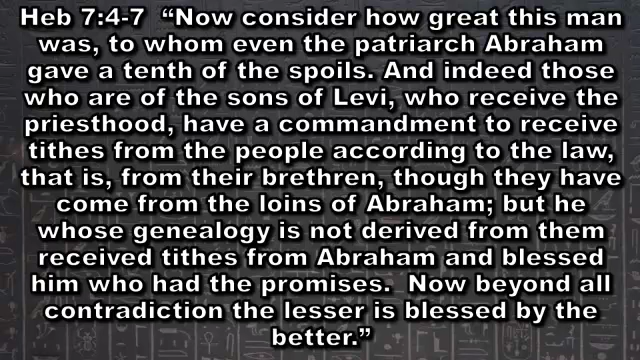 Heb 7:4-7  “Now consider how great this man
was, to whom even the patriarch Abraham
gave a tenth of the spoils. And indeed those
who are of the sons of Levi, who receive the
priesthood, have a commandment to receive
tithes from the people according to the law,
that is, from their brethren, though they have
come from the loins of Abraham; but he
whose genealogy is not derived from them
received tithes from Abraham and blessed
him who had the promises.  Now beyond all
contradiction the lesser is blessed by the
better.”